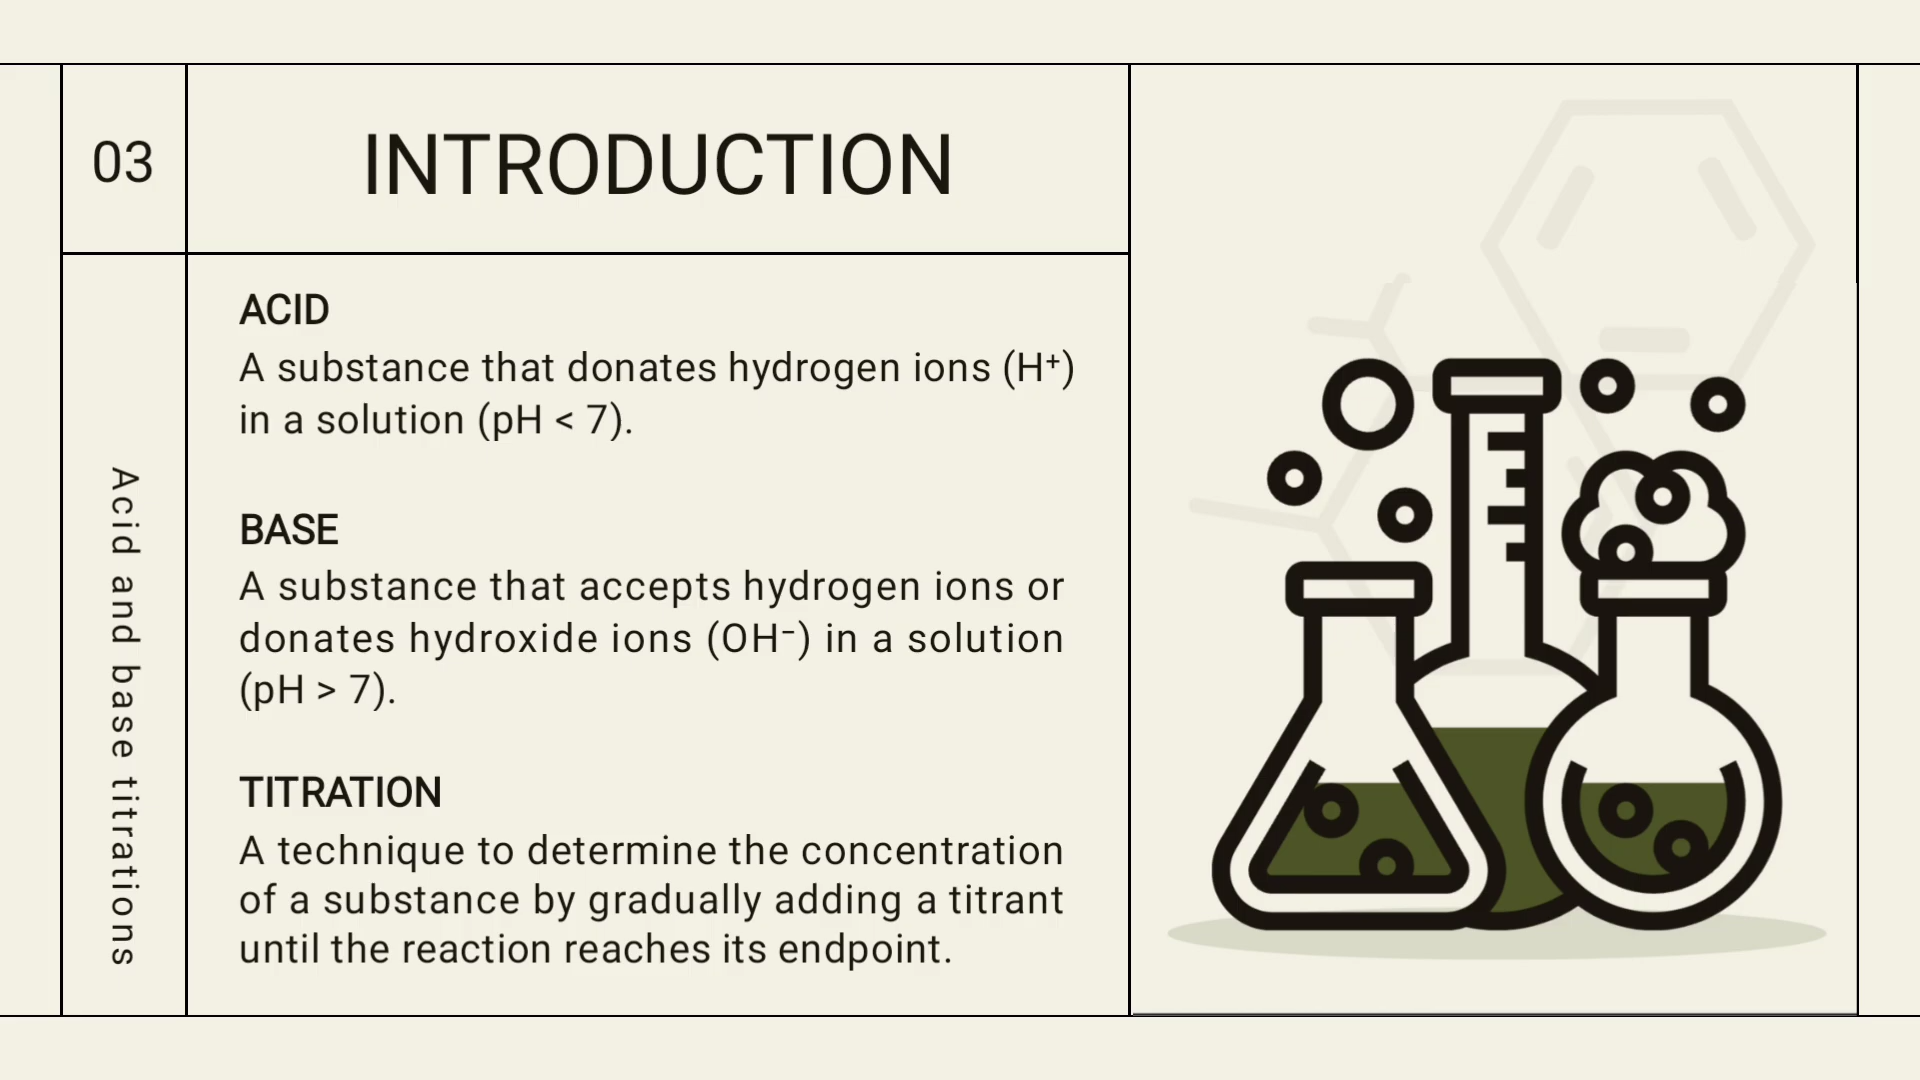 03
INTRODUCTION
Acid and base titrations
ACID
A substance that donates hydrogen ions (H⁺)
in a solution (pH < 7).
BASE
A substance that accepts hydrogen ions or
donates hydroxide ions (OH⁻) in a solution
(pH > 7).
TITRATION
A technique to determine the concentration
of a substance by gradually adding a titrant
until the reaction reaches its endpoint.